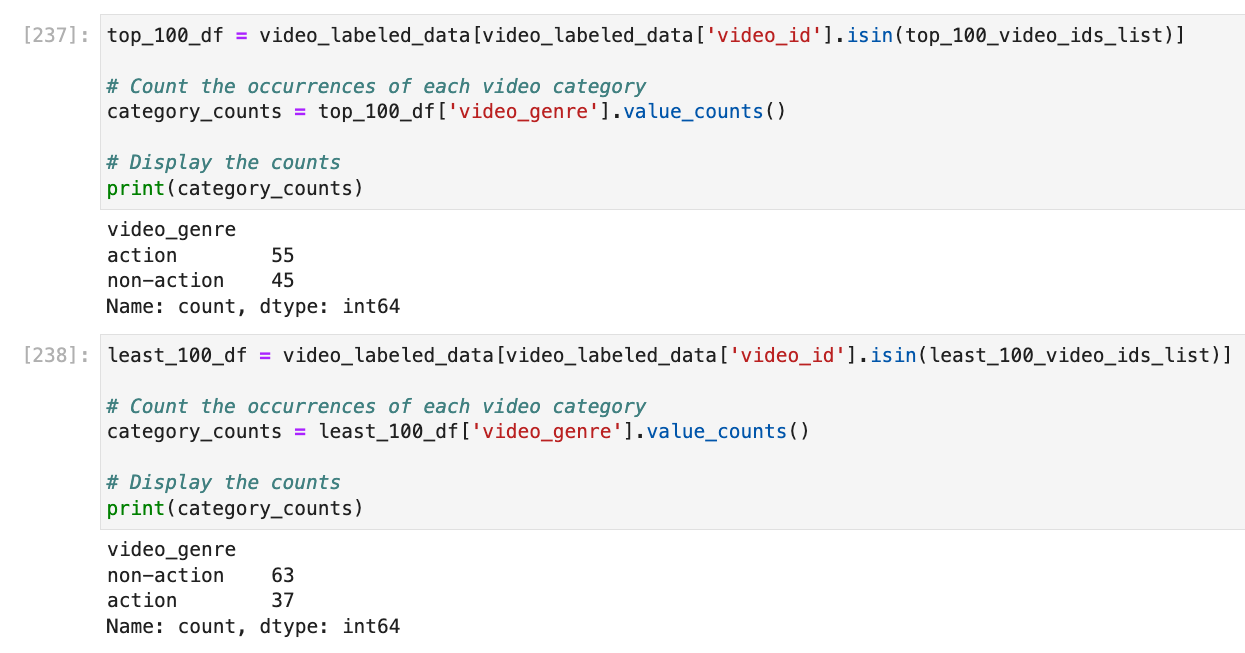 [237]: top_100_df = video_labeled_data[video_labeled_data['video_id'].isin(top_100_video_ids_list)]
# Count the occurrences of each video category
category_counts = top_100_df['video_genre'].value_counts()
# Display the counts
print(category_counts)
video_genre
action        55
non-action    45
Name: count, dtype: int64
[238]: least_100_df = video_labeled_data[video_labeled_data['video_id'].isin(least_100_video_ids_list)]
# Count the occurrences of each video category
category_counts = least_100_df['video_genre'].value_counts()
# Display the counts
print(category_counts)
video_genre
non-action    63
action        37
Name: count, dtype: int64